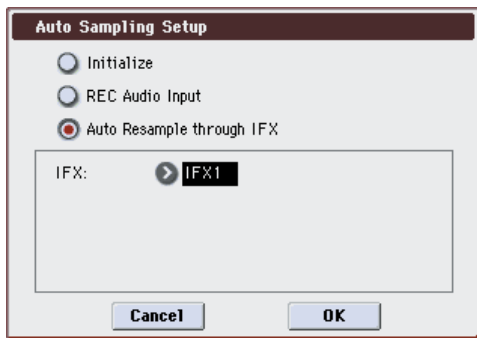 Auto Sampling Setup
Initialize
REC Audio Input
Auto Resample through IFX
IFX: IFX1
Cancel OK